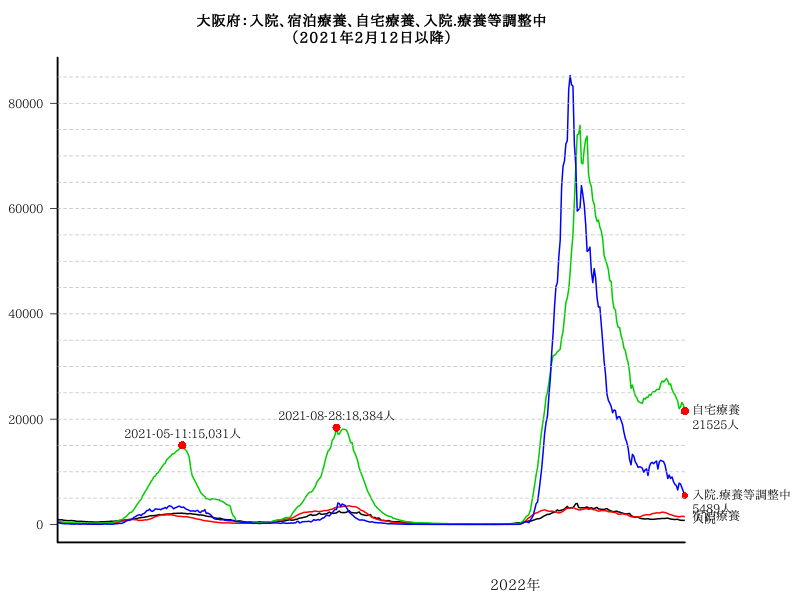 大阪府：入院、宿泊療養、自宅療養、入院.療養等調整中
（2021年2月12日以降）
80000
60000
40000
20000
0
2021-05-11:15,031人
2021-08-28:18,384人
自宅療養
21525人
入院.療養等調整中
5489人
宿泊療養
入院
2022年